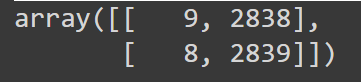 array([[   9, 2838],
       [   8, 2839]])